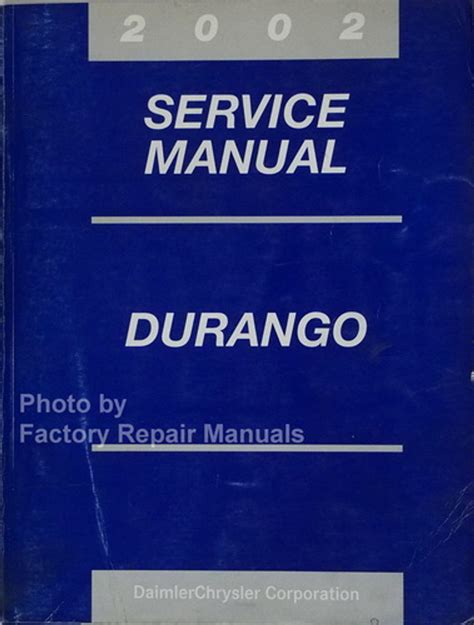 2002
SERVICE
MANUAL
DURANGO
Photo by
Factory Repair Manuals
DaimlerChrysler Corporation